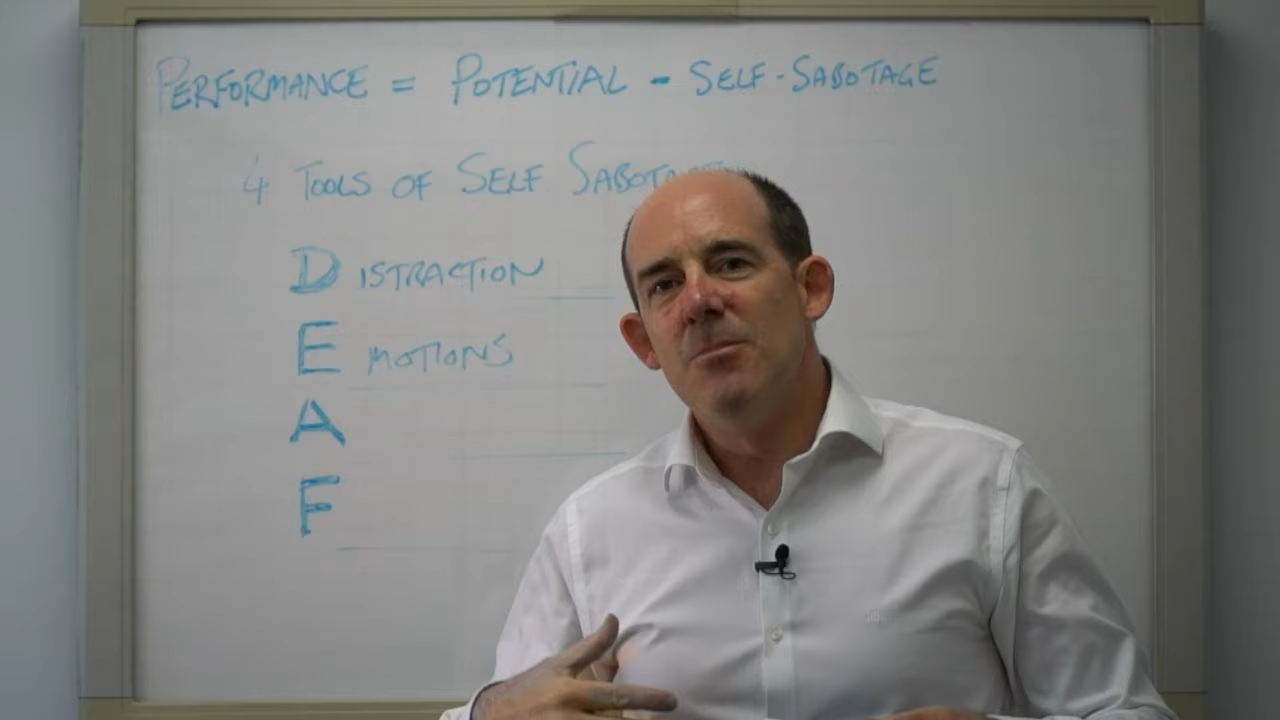 PERFORMANCE = POTENTIAL - SELF-SABOTAGE
4 TOOLS OF SELF
DISTRACTION
EMOTIONS
A
F